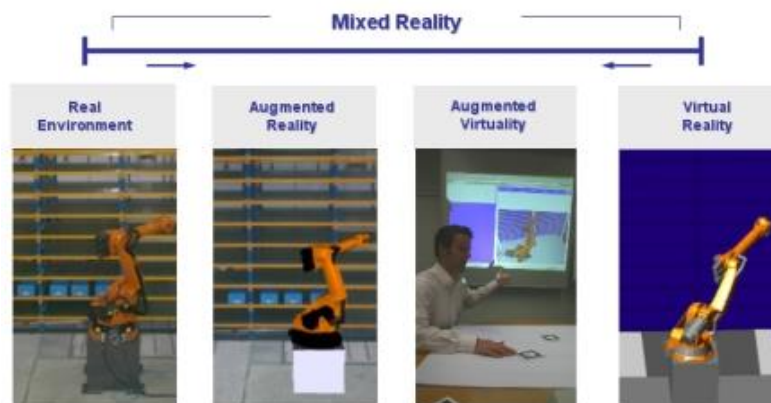 Mixed Reality
Real
Environment
Augmented
Reality
Augmented
Virtuality
Virtual
Reality